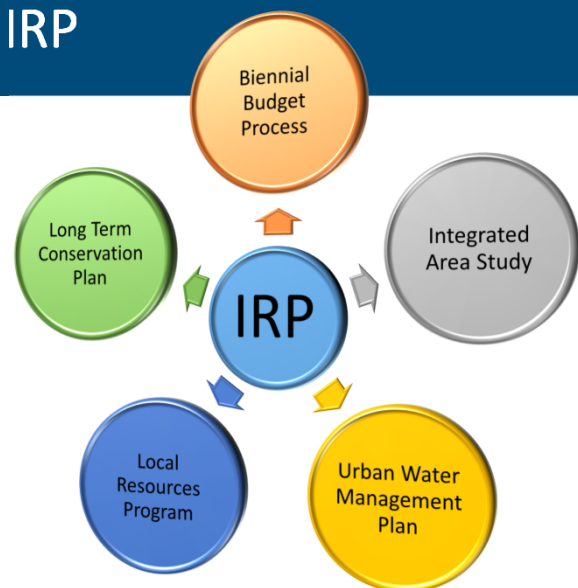 IRP
Biennial
Budget
Process
Long Term
Conservation
Plan
Integrated
Area Study
IRP
Local
Resources
Program
Urban Water
Management
Plan